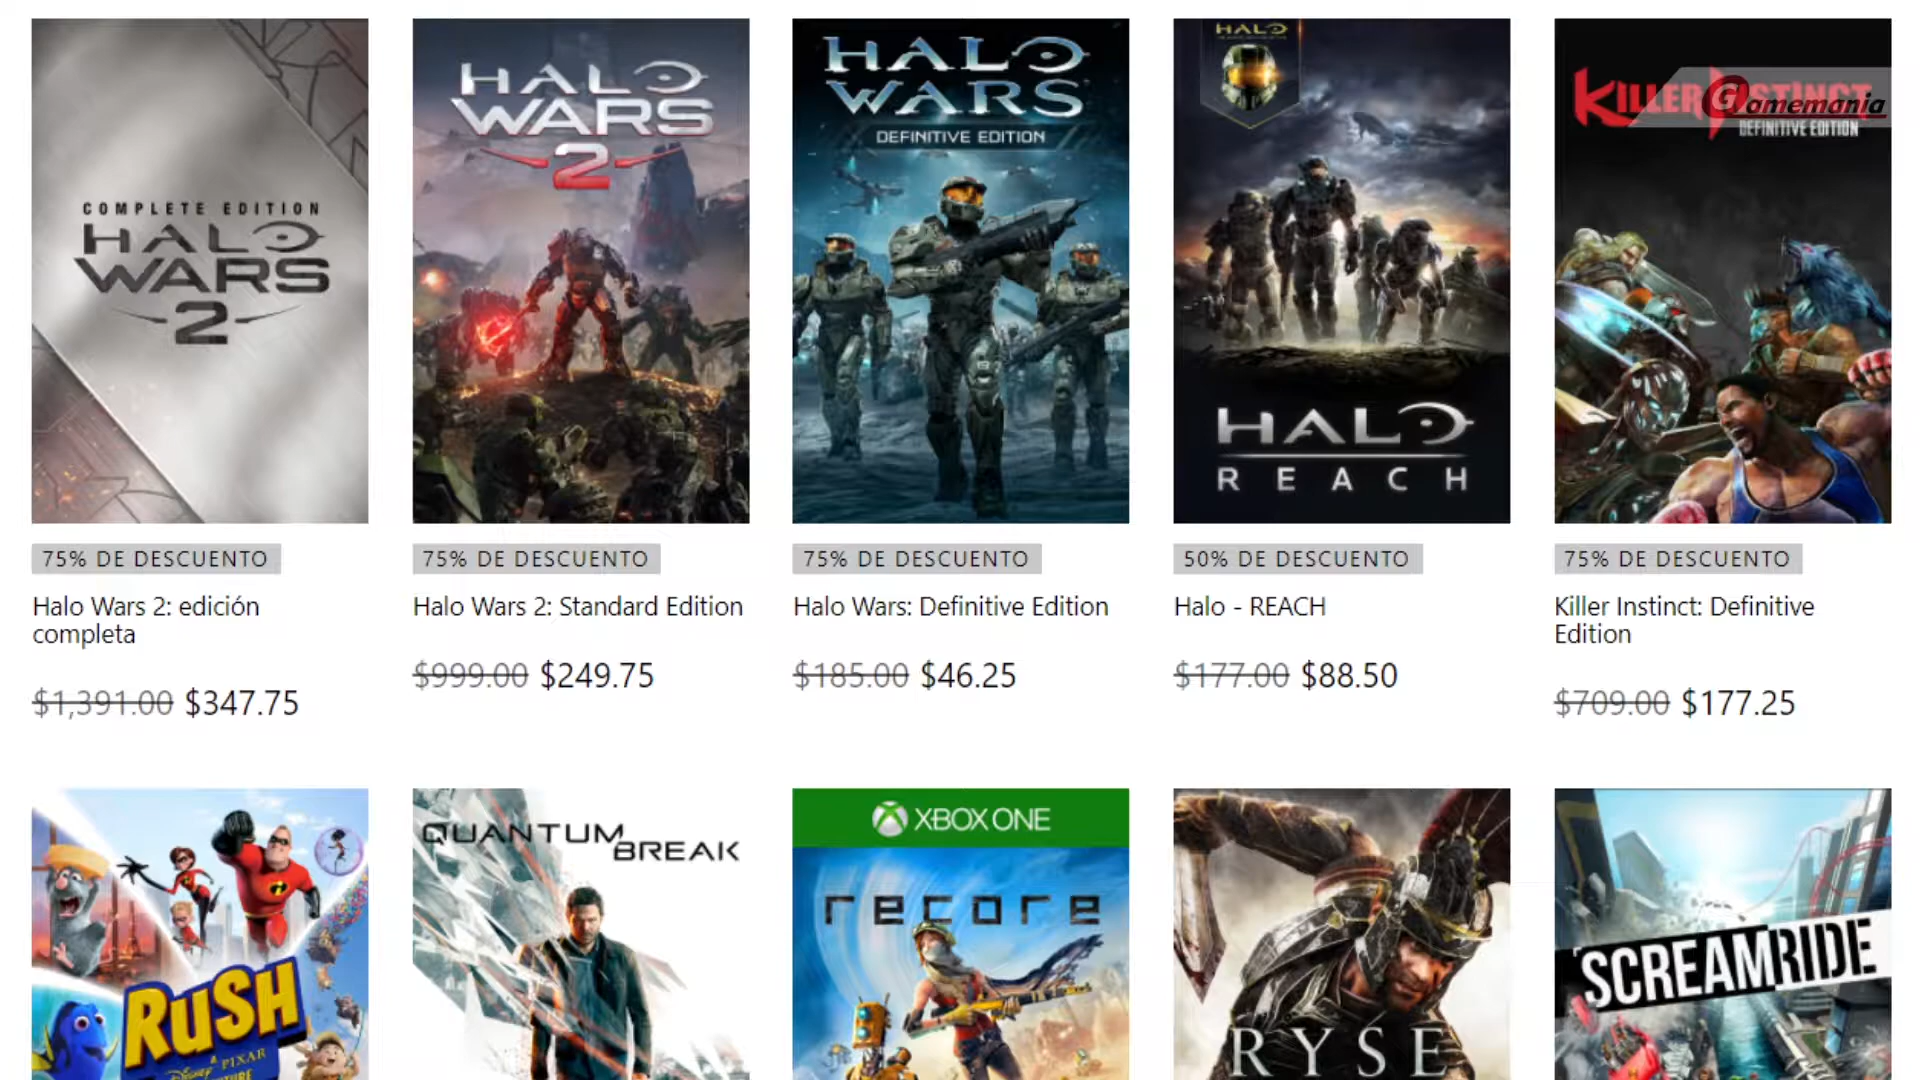 COMPLETE EDITION
HALO
WARS
2
HALO
WARS
2
HALO
WARS
DEFINITIVE EDITION
HALO
HALO
REACH
KILLER INSTINCT
DEFINITIVE EDITION
Gamemania
75% DE DESCUENTO
75% DE DESCUENTO
75% DE DESCUENTO
50% DE DESCUENTO
75% DE DESCUENTO
Halo Wars 2: edición
completa
Halo Wars 2: Standard Edition
Halo Wars: Definitive Edition
Halo - REACH
Killer Instinct: Definitive
Edition
$1,391.00 $347.75
$999.00 $249.75
$185.00 $46.25
$177.00 $88.50
$709.00 $177.25
RUSH
Disney PIXAR
QUANTUM
BREAK
XBOX ONE
recore
RYSE
SCREAMRIDE